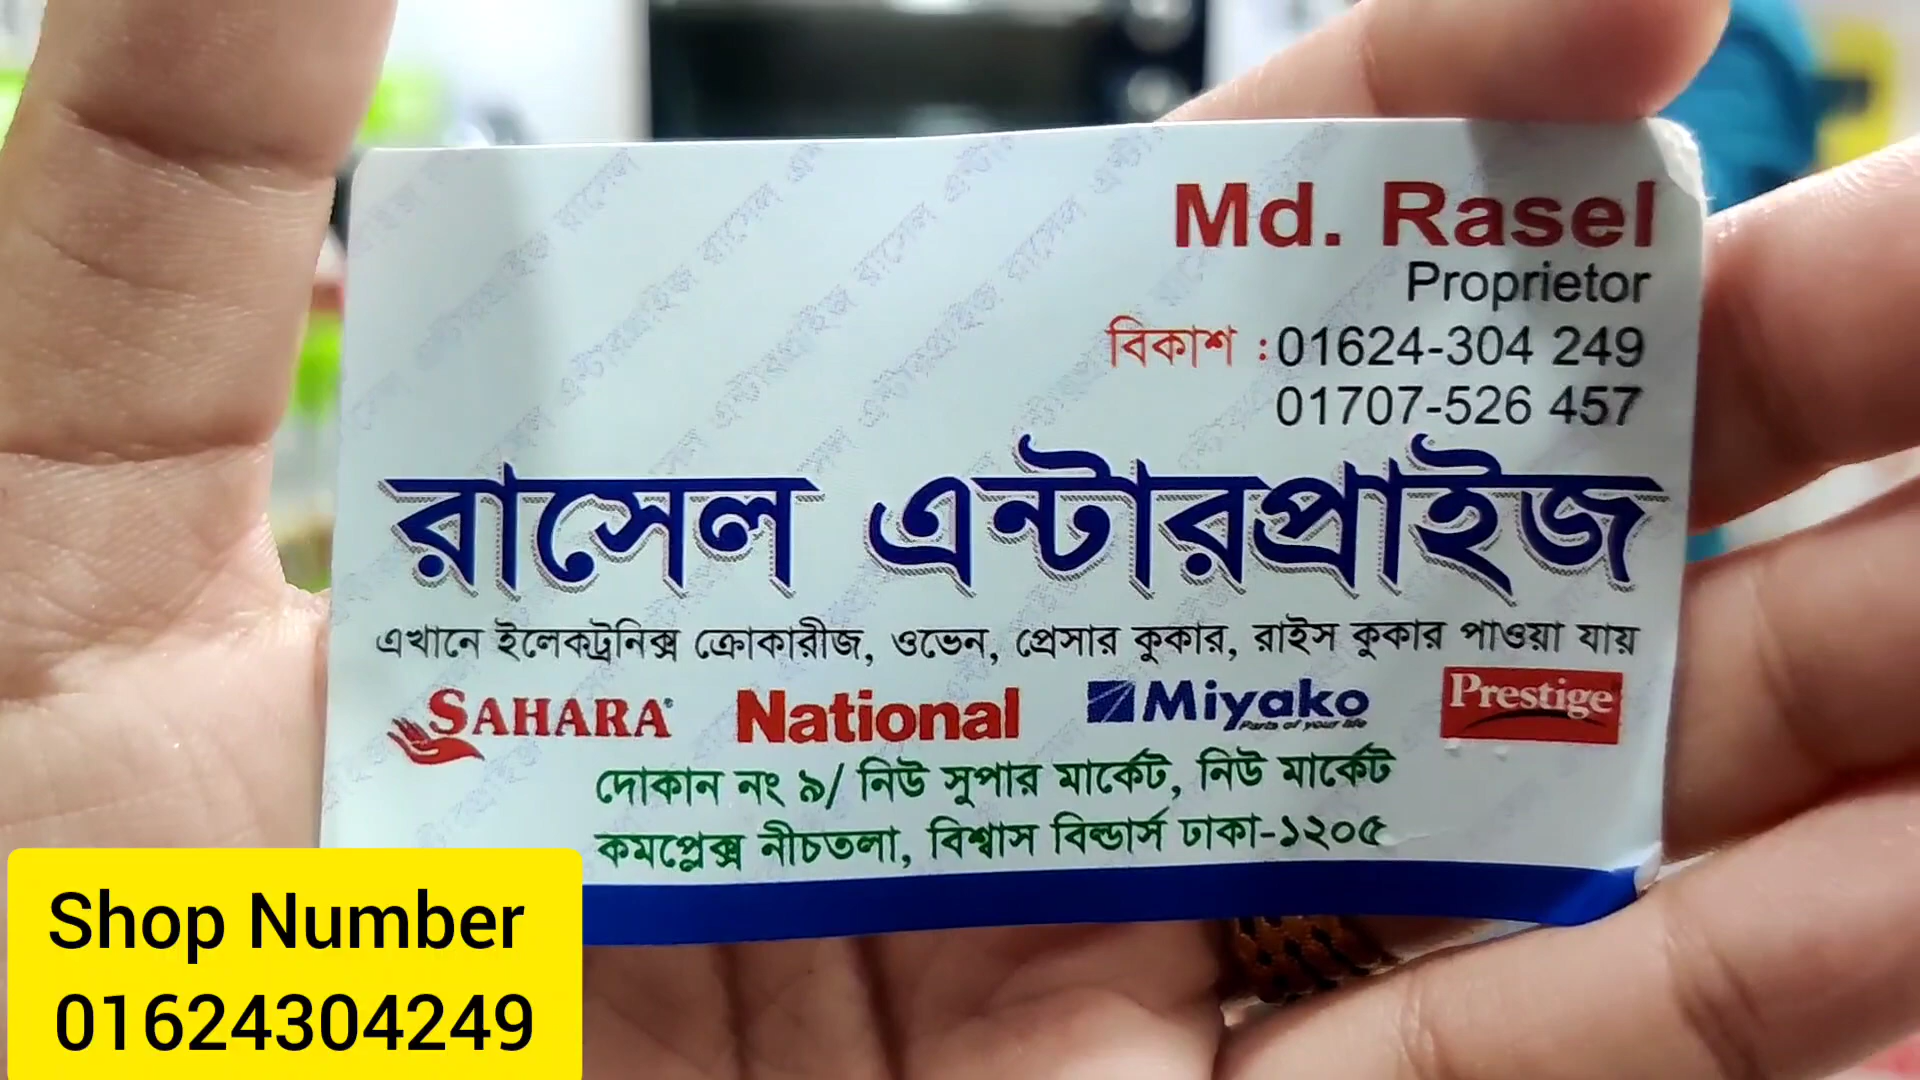 Md. Rasel
Proprietor
বিকাশ :01624-304 249
01707-526 457
রাসেল এন্টারপ্রাইজ
এখানে ইলেকট্রনিক্স ক্রোকারীজ, ওভেন, প্রেসার কুকার, রাইস কুকার পাওয়া যায়
SAHARA® National Miyako Prestige
Parts of your life
দোকান নং ৯/ নিউ সুপার মার্কেট, নিউ মার্কেট
কমপ্লেক্স নীচতলা, বিশ্বাস বিল্ডার্স ঢাকা-১২০৫
Shop Number
01624304249